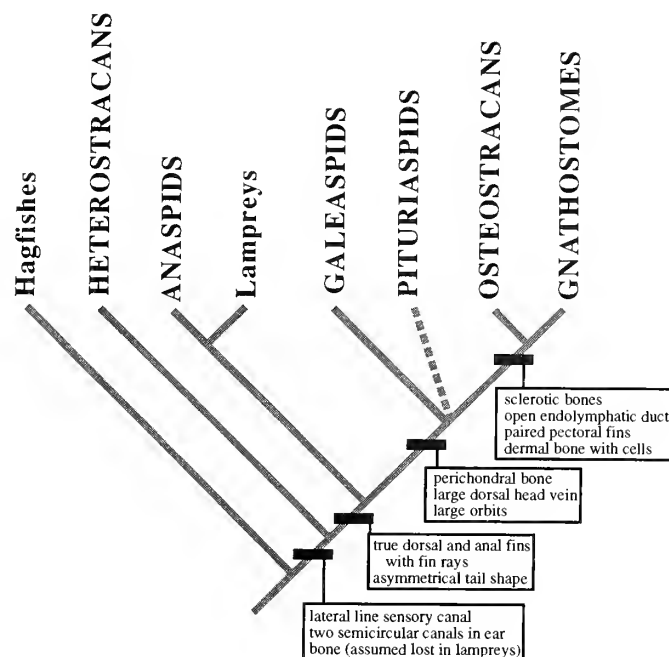 Hagfishes
HETEROSTRACANS
ANASPIDS
Lampreys
GALEASPIDS
PITURIASPIDS
OSTEOSTRACANS
GNATHOSTOMES
sclerotic bones
open endolymphatic duct
paired pectoral fins
dermal bone with cells
perichondral bone
large dorsal head vein
large orbits
true dorsal and anal fins
with fin rays
asymmetrical tail shape
lateral line sensory canal
two semicircular canals in ear
bone (assumed lost in lampreys)